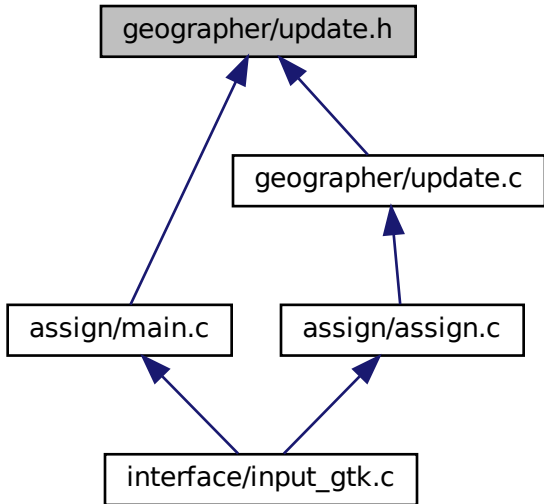 geographer/update.h
geographer/update.c
assign/main.c
assign/assign.c
interface/input_gtk.c